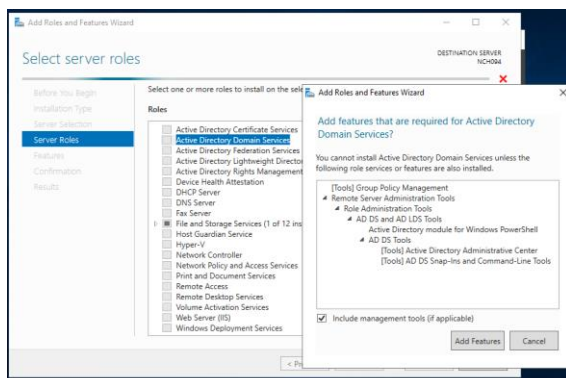 Add Roles and Features Wizard
Select server roles
DESTINATION SERVER
NCH094
Before You Begin
Installation Type
Server Selection
Server Roles
Features
Confirmation
Results
Select one or more roles to install on the
Roles
Active Directory Certificate Services
Active Directory Domain Services
Active Directory Federation Services
Active Directory Lightweight
Active Directory Rights Management
Device Health Attestation
DHCP Server
DNS Server
Fax Server
File and Storage Services (1 of 12
Host Guardian Service
Hyper-V
Network Controller
Network Policy and Access Services
Print and Document Services
Remote Access
Remote Desktop Services
Volume Activation Services
Web Server (IIS)
Windows Deployment Services
Add Roles and Features Wizard
Add features that are required for Active Directory
Domain Services?
You cannot install Active Directory Domain Services unless the
following role services or features are also installed.
[Tools] Group Policy Management
Remote Server Administration Tools
Role Administration Tools
AD DS and AD LDS Tools
Active Directory module for Windows PowerShell
AD DS Tools
[Tools] Active Directory Administrative Center
[Tools] AD DS Snap-Ins and Command-Line Tools
Include management tools (if applicable)
Add Features
Cancel